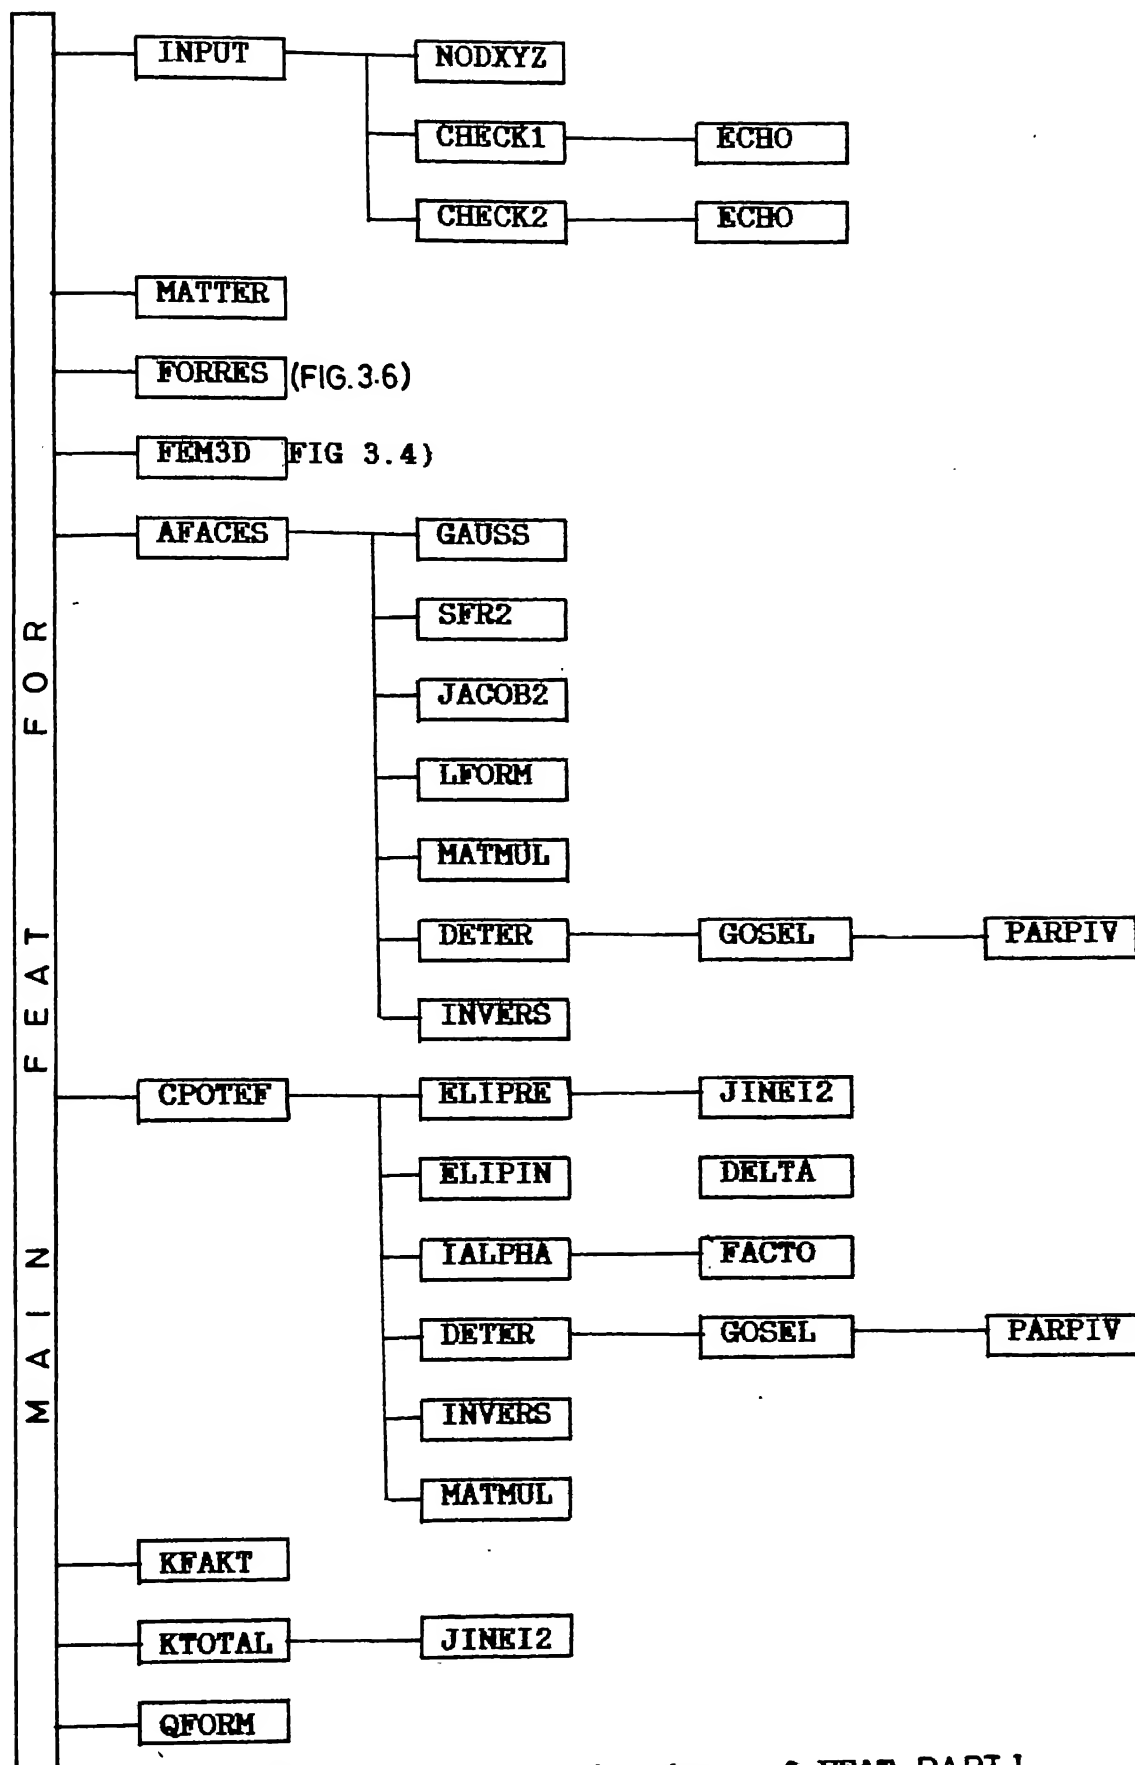 MAIN FEAT FOR
INPUT NODXYZ
CHECK1 ECHO
CHECK2 ECHO
MATTER
FORRES (FIG.3.6)
FEM3D FIG 3.4)
AFACES GAUSS
SFR2
JACOB2
LFORM
MATMUL
DETER GOSEL PARPIV
INVERS
CPOTEF ELIPRE JINEI2
ELIPIN DELTA
IALPHA FACTO
DETER GOSEL PARPIV
INVERS
MATMUL
KFAKT
KTOTAL JINEI2
QFORM
PART1